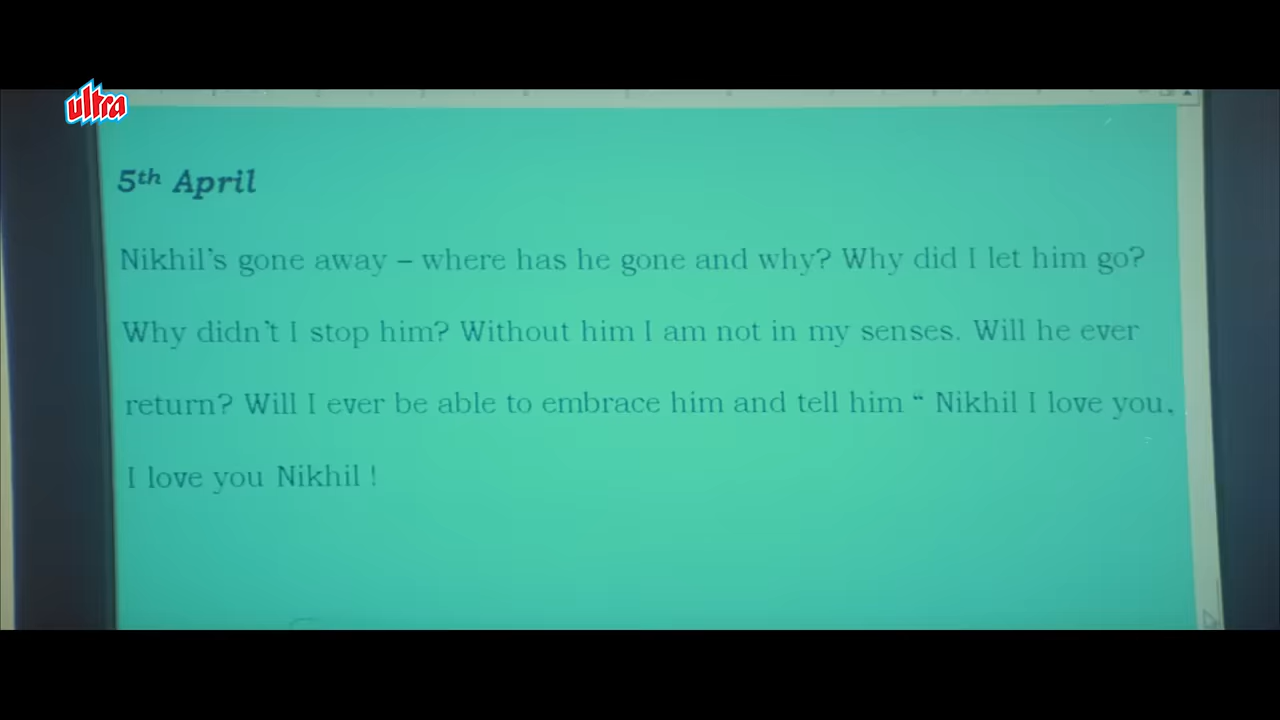 ultra
5th April
Nikhil's gone away – where has he gone and why? Why did I let him go?
Why didn't I stop him? Without him I am not in my senses. Will he ever
return? Will I ever be able to embrace him and tell him “ Nikhil I love you,
I love you Nikhil !